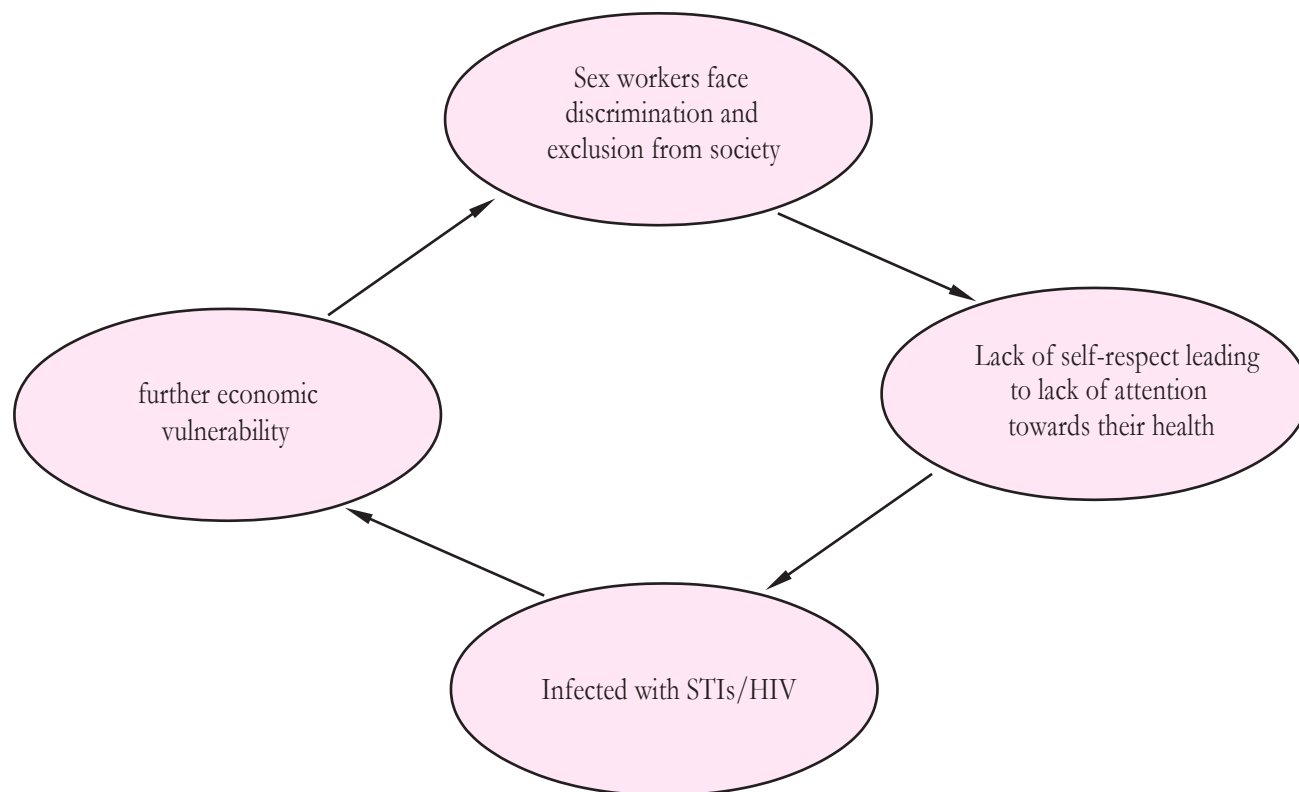 Sex workers face
discrimination and
exclusion from society
Lack of self-respect leading
to lack of attention
towards their health
Infected with STIs/HIV
further economic
vulnerability